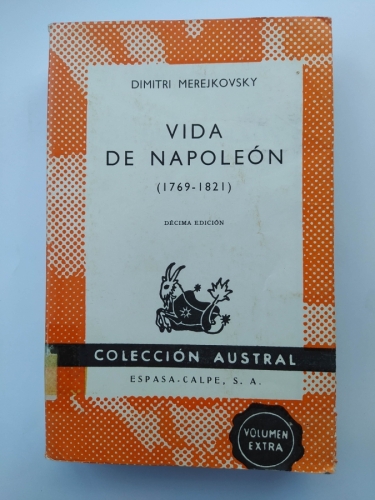 DIMITRI MEREJKOVSKY
VIDA
DE NAPOLEÓN
(1769-1821)
DÉCIMA EDICIÓN
COLECCIÓN AUSTRAL
ESPASA-CALPE, S. A.
VOLUMEN
EXTRA